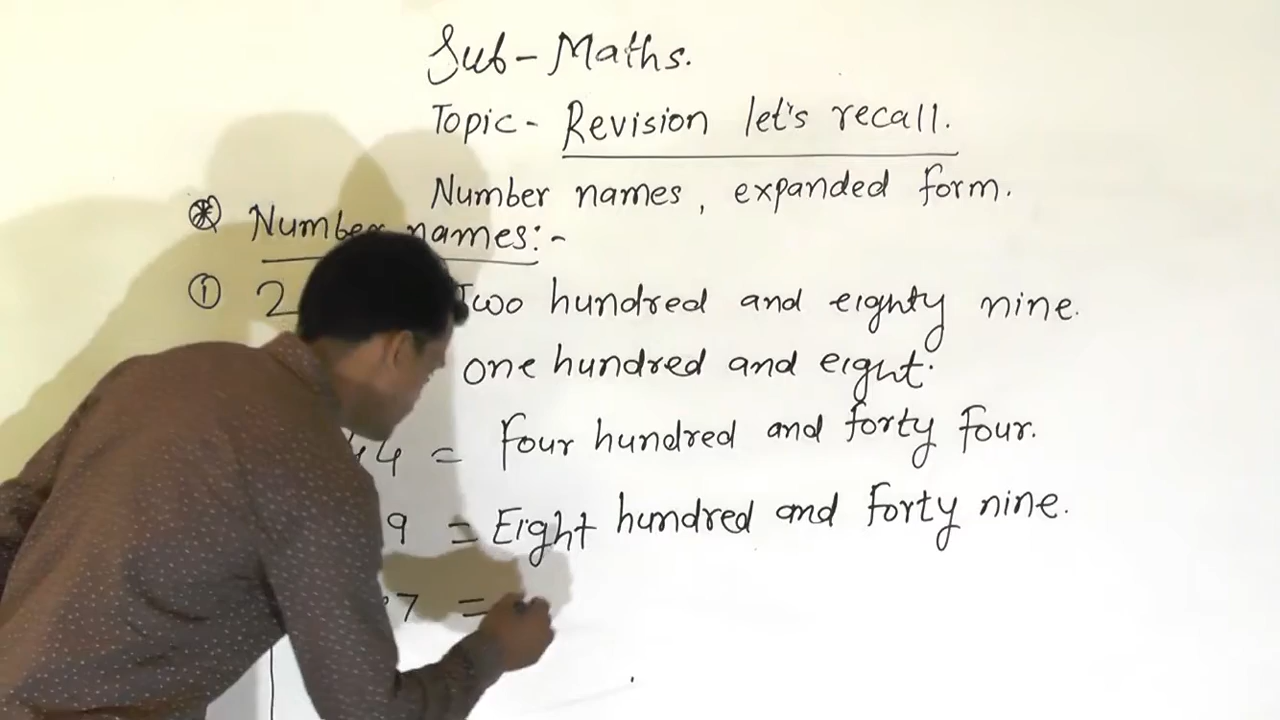 Sub - Maths.
Topic - Revision let's recall.
Number names, expanded form.
Number names:-
① 2 Two hundred and eighty nine.
one hundred and eight.
44 = four hundred and forty four.
9 = Eight hundred and forty nine.
7 =